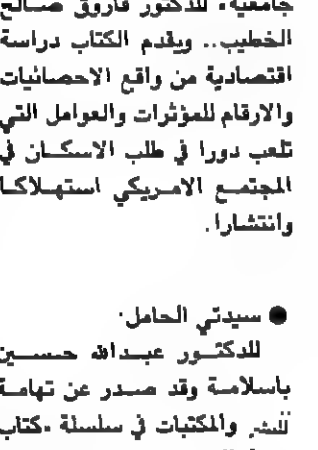 جامعية» للدكتور فاروق صالح
الخطيب.. ويقدم الكتاب دراسة
اقتصادية من واقع الاحصائيات
والارقام للمؤثرات والعوامل التي
تلعب دورا في طلب الاسكان في
المجتمع الامريكي استهلاكا
وانتشارا.
● سيدتي الحامل·
للدكتور عبدالله حسين
باسلامة وقد صدر عن تهامة
للنشر والمكتبات في سلسلة «كتاب